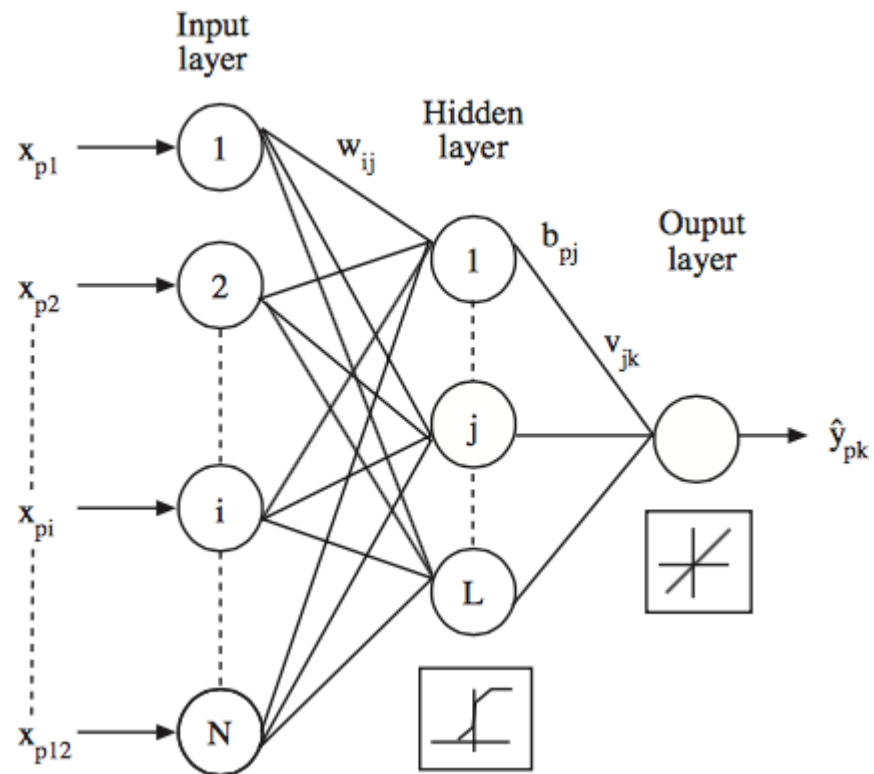 Input
layer
Hidden
layer
Ouput
layer
x_p1
1
w_ij
x_p2
2
1
b_pj
v_jk
j
ŷ_pk
x_pi
i
L
x_p12
N